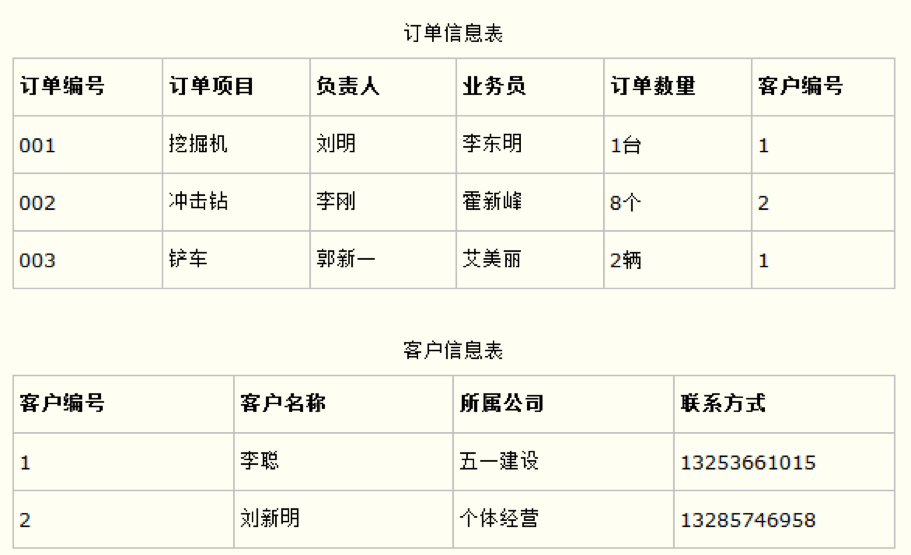 订单信息表
订单编号 订单项目 负责人 业务员 订单数量 客户编号
001 挖掘机 刘明 李东明 1台 1
002 冲击钻 李刚 霍新峰 8个 2
003 铲车 郭新一 艾美丽 2辆 1
客户信息表
客户编号 客户名称 所属公司 联系方式
1 李聪 五一建设 13253661015
2 刘新明 个体经营 13285746958